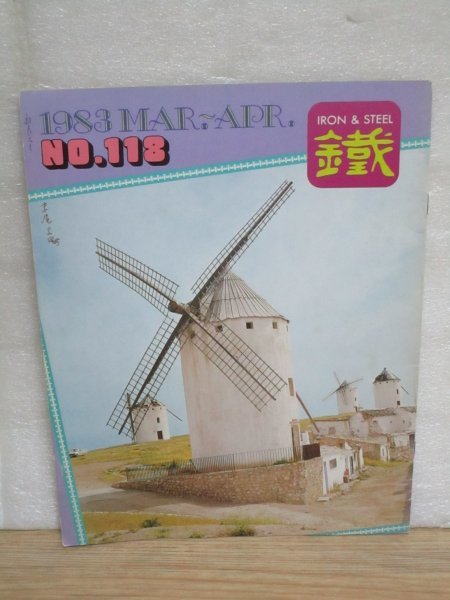 1983 MAR.~APR.
NO.118
IRON & STEEL
鐵